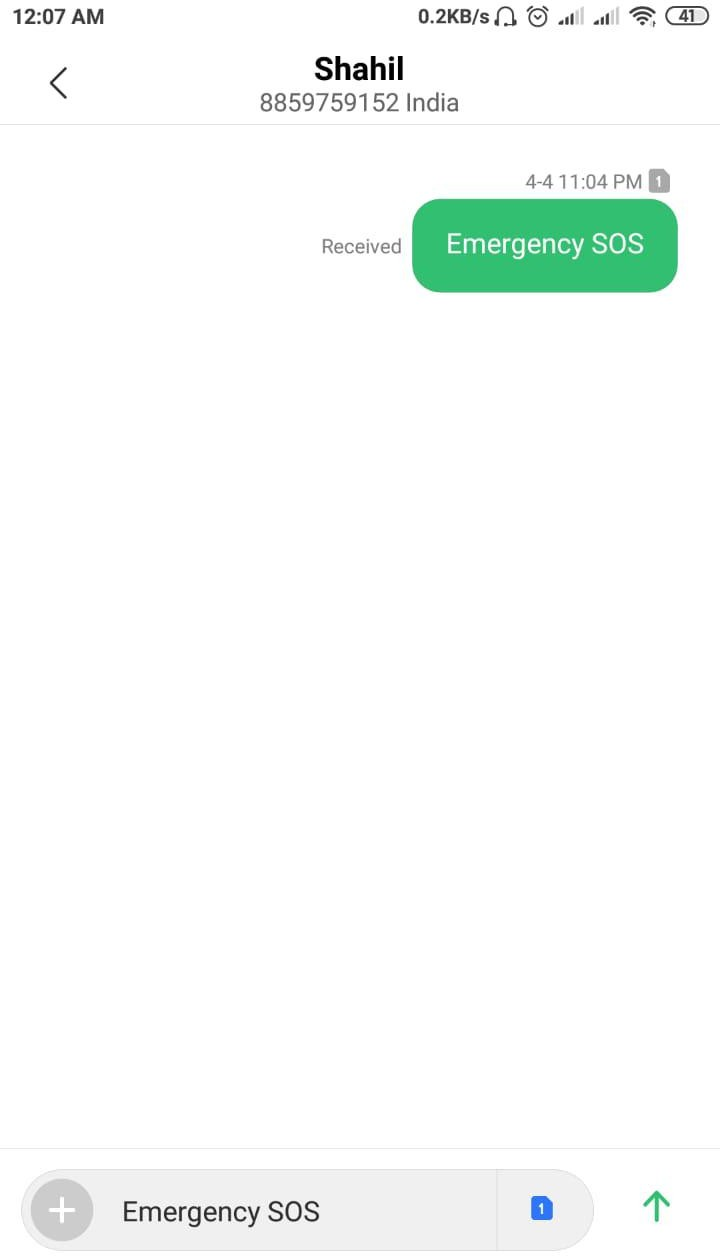 12:07 AM 0.2KB/s 41
Shahil
8859759152 India
4-4 11:04 PM 1
Received Emergency SOS
Emergency SOS 1